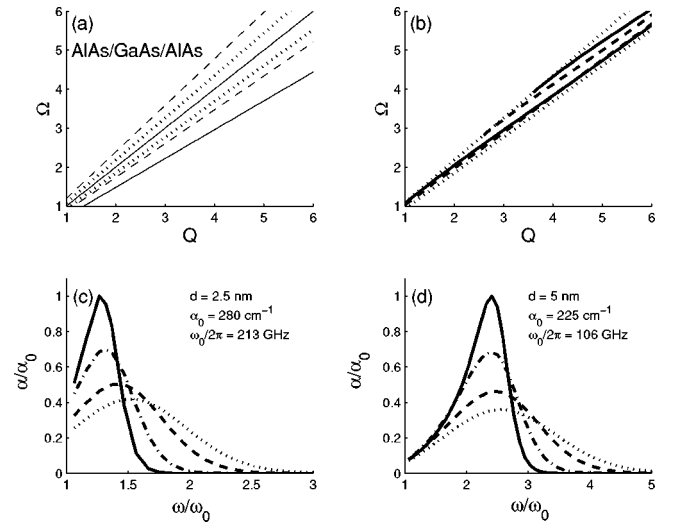 (a)
AlAs/GaAs/AlAs
6
5
4
3
2
1
Ω
1 2 3 4 5 6
Q
(b)
6
5
4
3
2
1
Ω
1 2 3 4 5 6
Q
(c)
d = 2.5 nm
α₀ = 280 cm⁻¹
ω₀/2π = 213 GHz
1
0.8
0.6
0.4
0.2
0
α/α₀
1 1.5 2 2.5 3
ω/ω₀
(d)
d = 5 nm
α₀ = 225 cm⁻¹
ω₀/2π = 106 GHz
1
0.8
0.6
0.4
0.2
0
α/α₀
1 2 3 4 5
ω/ω₀